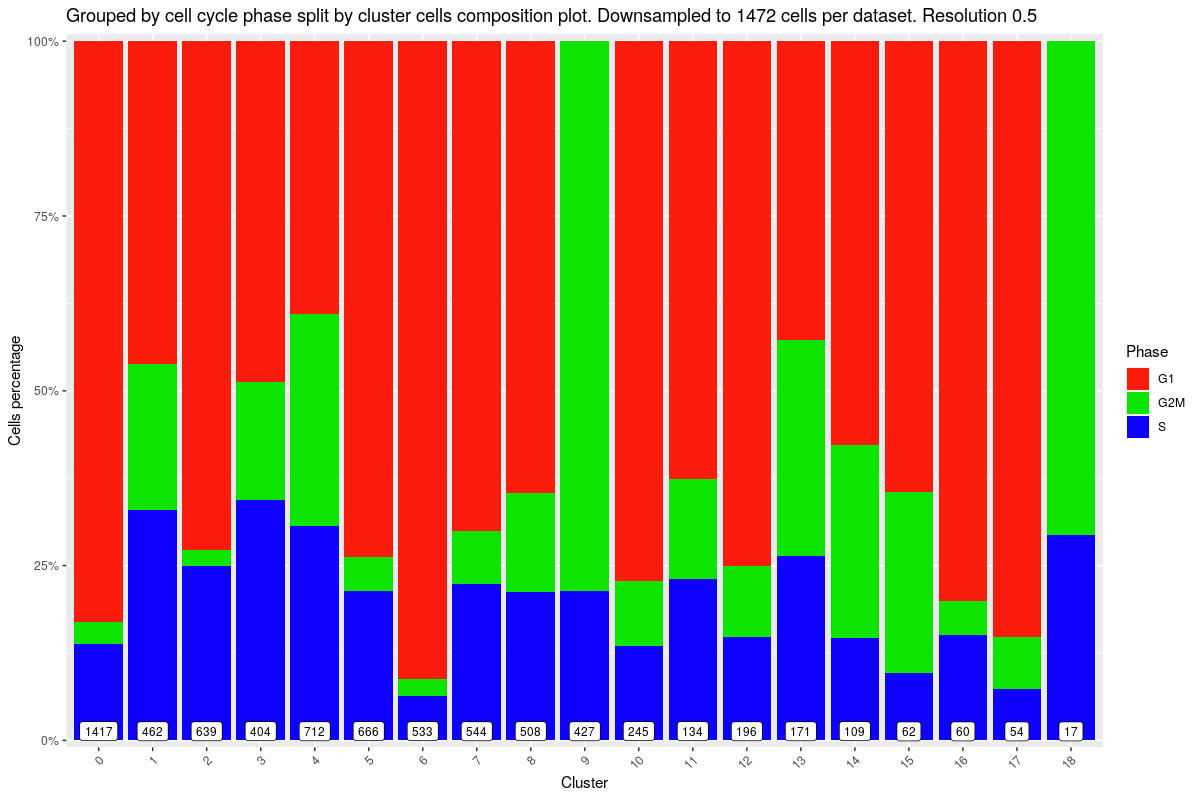 Grouped by cell cycle phase split by cluster cells composition plot. Downsampled to 1472 cells per dataset. Resolution 0.5
100%
75%
50%
25%
0%
Cells percentage
1417 462 639 404 712 666 533 544 508 427 245 134 196 171 109 62 60 54 17
0 1 2 3 4 5 6 7 8 9 10 11 12 13 14 15 16 17 18
Cluster
Phase
G1
G2M
S